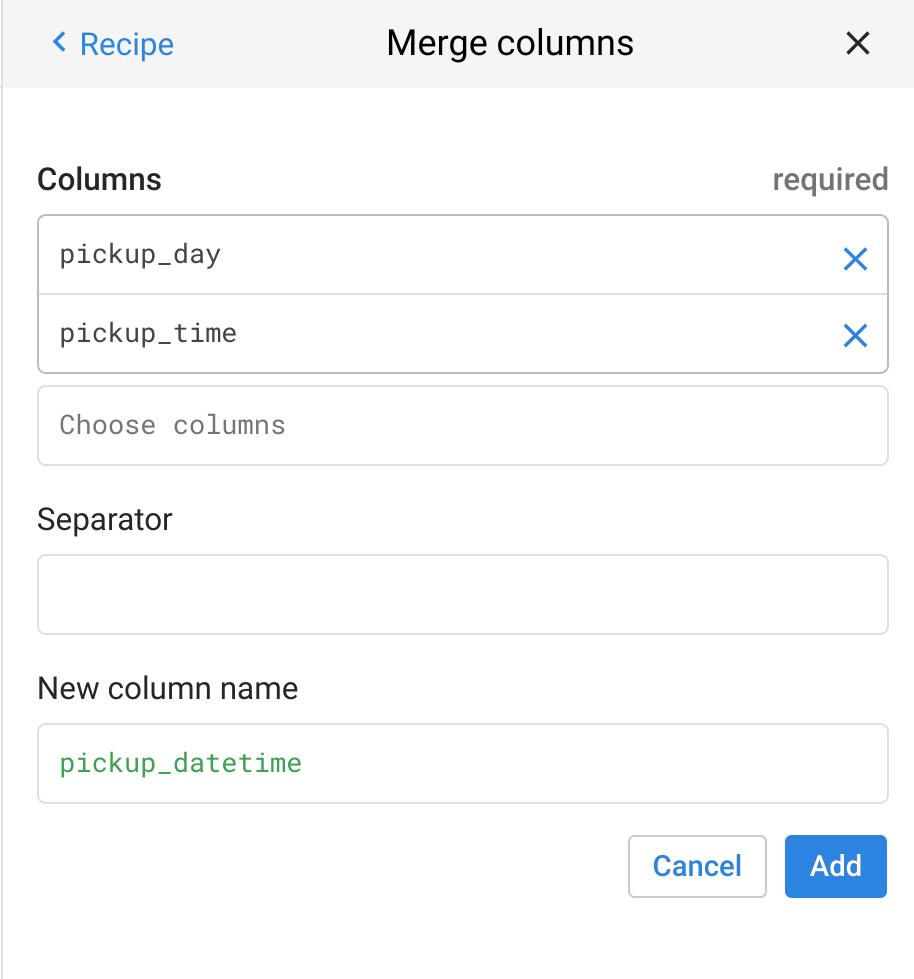 Recipe
Merge columns
Columns
required
pickup_day
pickup_time
Choose columns
Separator
New column name
pickup_datetime
Cancel
Add